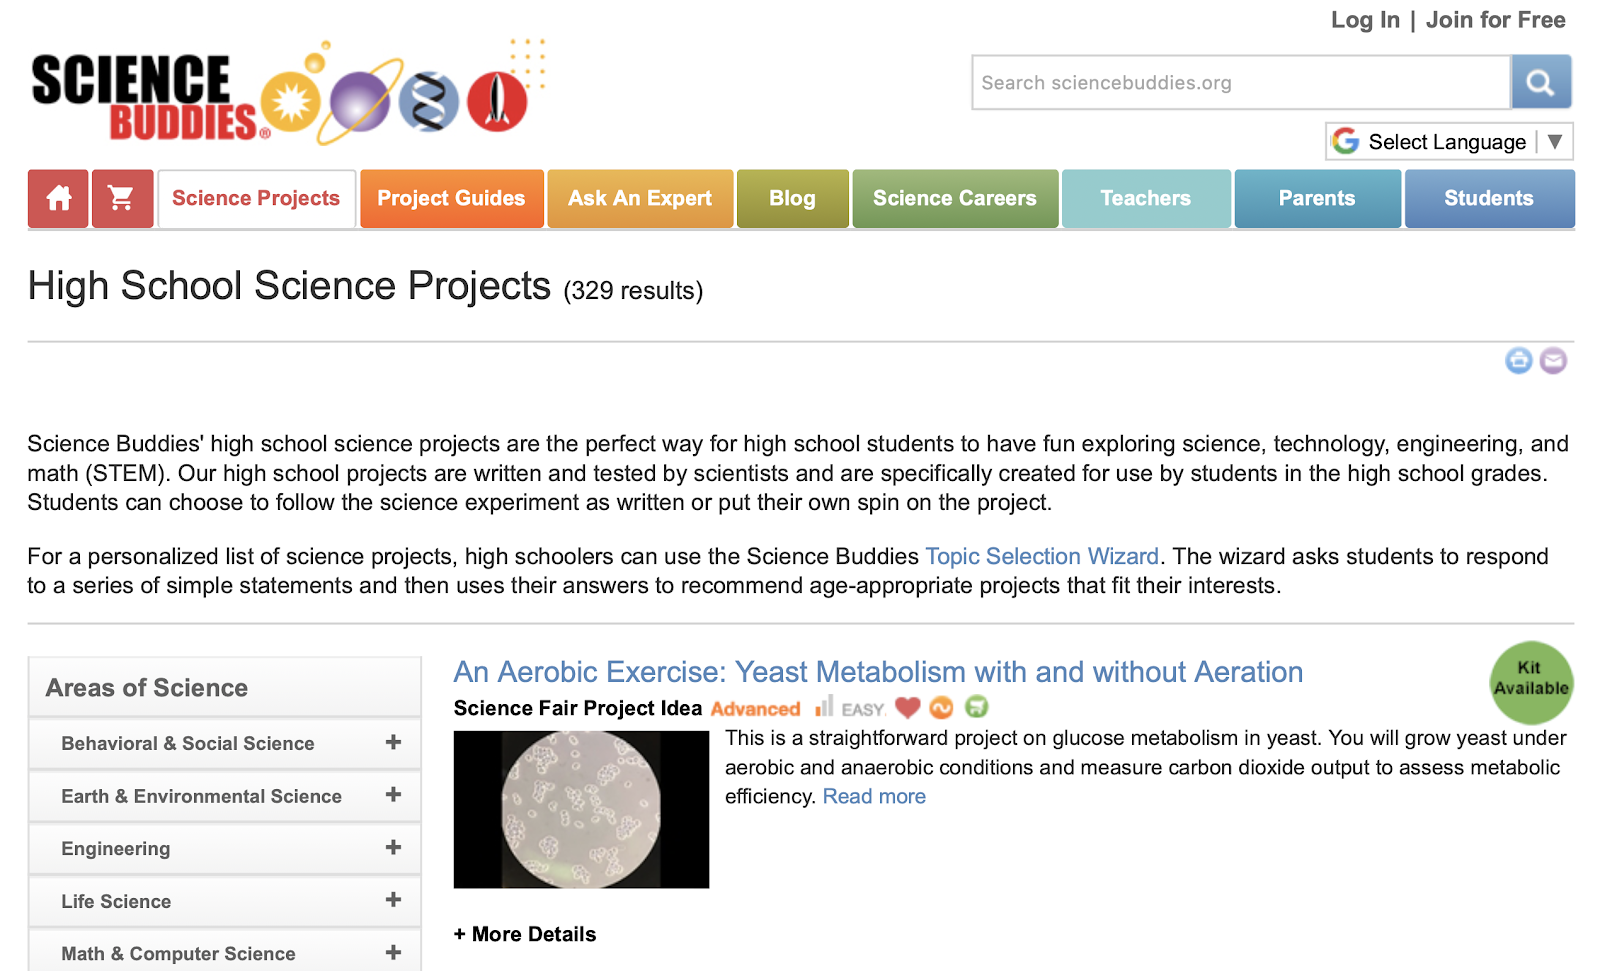 Log In | Join for Free
SCIENCE
BUDDIES®
Search sciencebuddies.org
Select Language ▼
Science Projects
Project Guides
Ask An Expert
Blog
Science Careers
Teachers
Parents
Students
High School Science Projects (329 results)
Science Buddies' high school science projects are the perfect way for high school students to have fun exploring science, technology, engineering, and
math (STEM). Our high school projects are written and tested by scientists and are specifically created for use by students in the high school grades.
Students can choose to follow the science experiment as written or put their own spin on the project.
For a personalized list of science projects, high schoolers can use the Science Buddies Topic Selection Wizard. The wizard asks students to respond
to a series of simple statements and then uses their answers to recommend age-appropriate projects that fit their interests.
Areas of Science
Behavioral & Social Science +
Earth & Environmental Science +
Engineering +
Life Science +
Math & Computer Science +
An Aerobic Exercise: Yeast Metabolism with and without Aeration
Kit
Available
Science Fair Project Idea Advanced EASY
This is a straightforward project on glucose metabolism in yeast. You will grow yeast under
aerobic and anaerobic conditions and measure carbon dioxide output to assess metabolic
efficiency. Read more
+ More Details